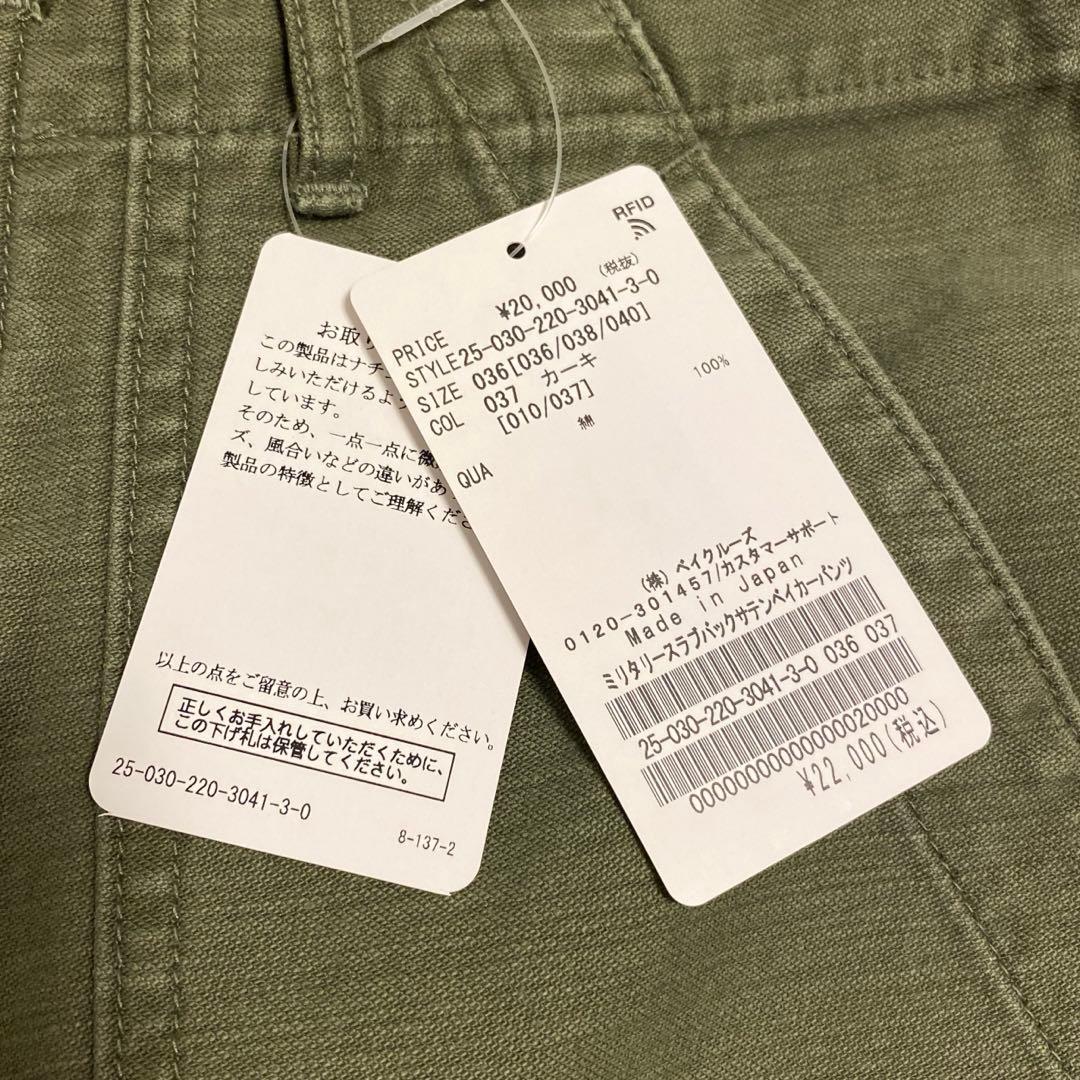 お取り
この製品はナチ
しみいただけるよう
しています。
そのため、一点一点に微
ズ、風合いなどの違いがあ
製品の特徴としてご理解くださ
以上の点をご留意の上、お買い求めください。
正しくお手入れしていただくために、
この下げ札は保管してください。
25-030-220-3041-3-0
8-137-2
RFID
PRICE ¥20,000 (税抜)
STYLE25-030-220-3041-3-0
SIZE 036[036/038/040]
COL 037 カーキ
[010/037]
QUA 綿 100%
(株) ベイクルーズ
0120-301457/カスタマーサポート
Made in Japan
ミリタリースラブバックサテンベイカーパンツ
25-030-220-3041-3-0 036 037
0000000000000020000
¥22,000(税込)